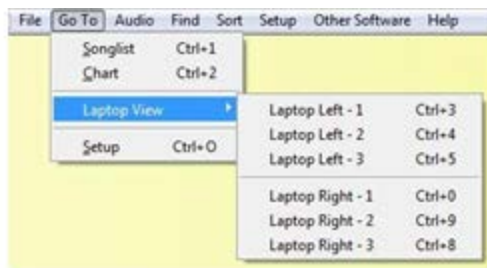 File Go To Audio Find Sort Setup Other Software Help
Songlist Ctrl+1
Chart Ctrl+2
Laptop View
Setup Ctrl+O
Laptop Left - 1 Ctrl+3
Laptop Left - 2 Ctrl+4
Laptop Left - 3 Ctrl+5
Laptop Right - 1 Ctrl+0
Laptop Right - 2 Ctrl+9
Laptop Right - 3 Ctrl+8